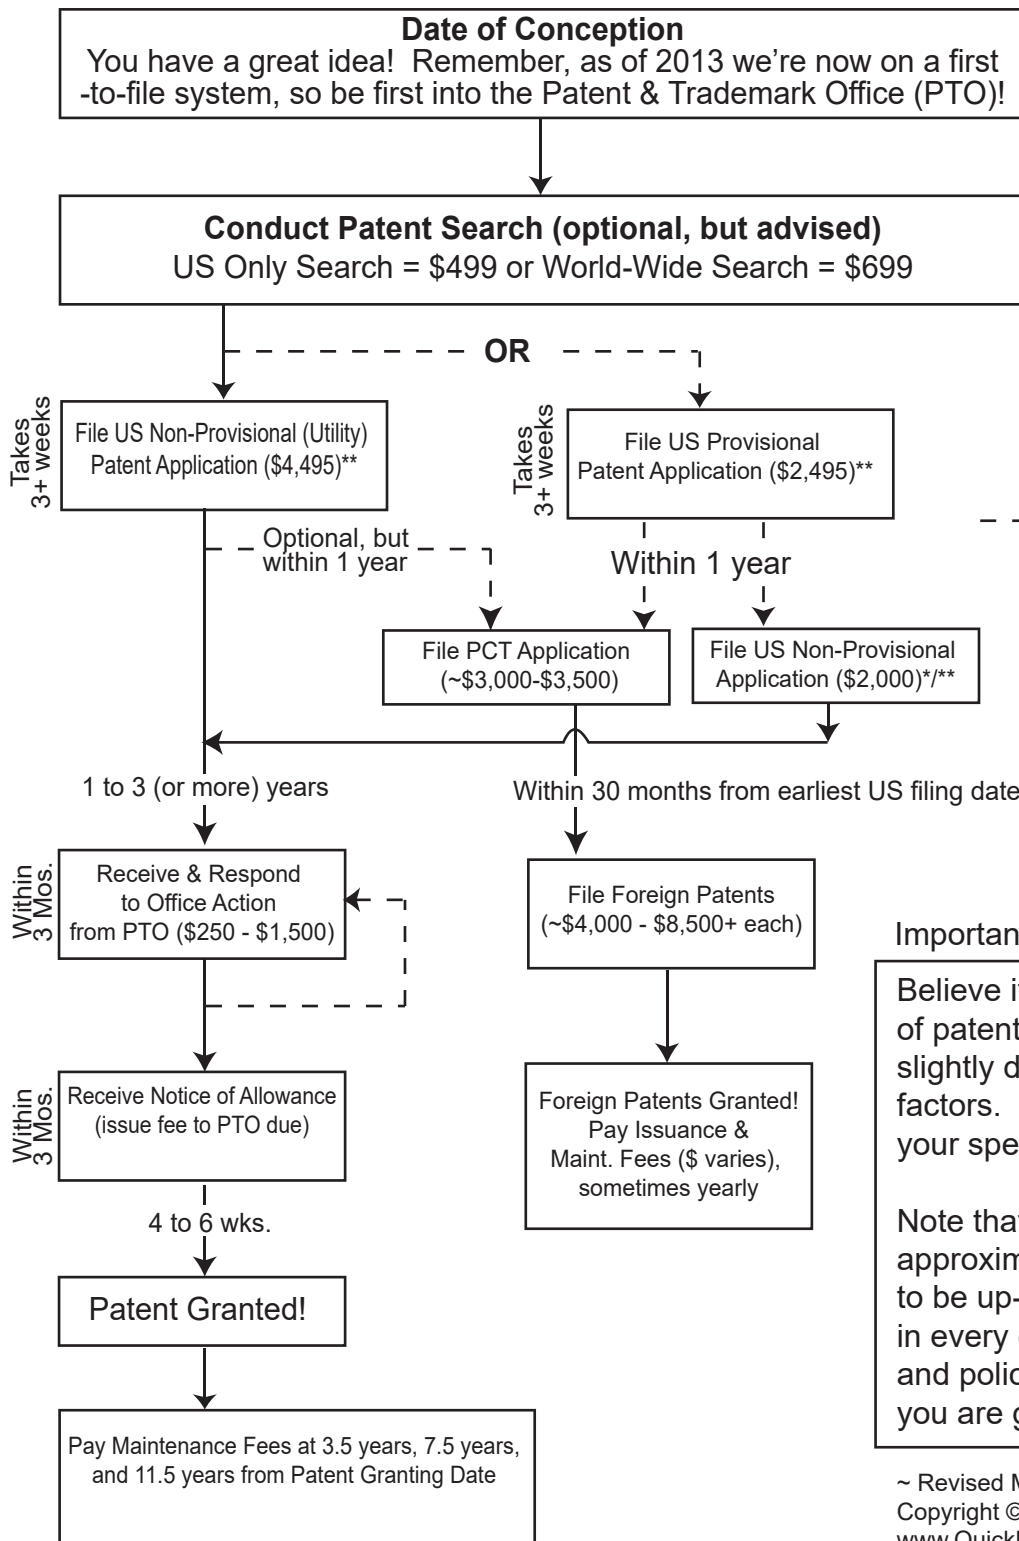 Date of Conception
You have a great idea!  Remember, as of 2013 we're now on a first
-to-file system, so be first into the Patent & Trademark Office (PTO)!
Conduct Patent Search (optional, but advised)
US Only Search = $499 or World-Wide Search = $699
OR
Takes
3+ weeks
File US Non-Provisional (Utility)
Patent Application ($4,495)**
Takes
3+ weeks
File US Provisional
Patent Application ($2,495)**
Optional, but
within 1 year
Within 1 year
File PCT Application
(~$3,000-$3,500)
File US Non-Provisional
Application ($2,000)*/**
1 to 3 (or more) years
Within 30 months from earliest US filing date
Within
3 Mos.
Receive & Respond
to Office Action
from PTO ($250 - $1,500)
File Foreign Patents
(~$4,000 - $8,500+ each)
Within
3 Mos.
Receive Notice of Allowance
(issue fee to PTO due)
Foreign Patents Granted!
Pay Issuance &
Maint. Fees ($ varies),
sometimes yearly
4 to 6 wks.
Patent Granted!
Pay Maintenance Fees at 3.5 years, 7.5 years,
and 11.5 years from Patent Granting Date
Believe
of patent
slightly
factors.
your
Note
to be
in every
and
you are
~ Revised
Copyright ©